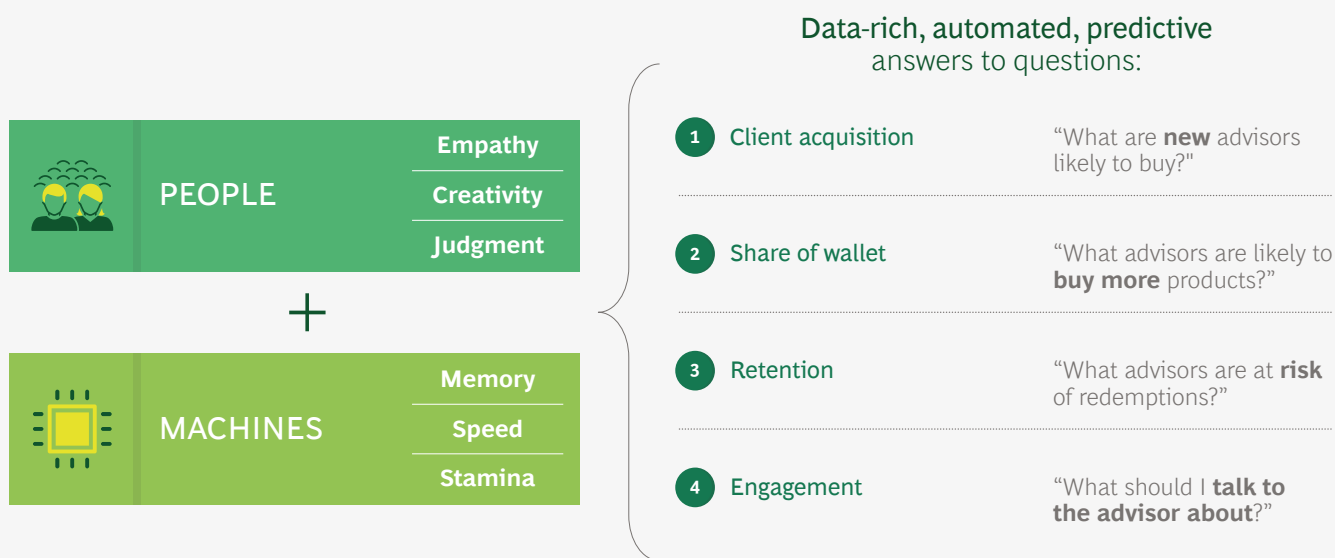 Data-rich, automated, predictive
answers to questions:
PEOPLE
Empathy
Creativity
Judgment
+
MACHINES
Memory
Speed
Stamina
1 Client acquisition
“What are new advisors
likely to buy?"
2 Share of wallet
“What advisors are likely to
buy more products?”
3 Retention
“What advisors are at risk
of redemptions?”
4 Engagement
“What should I talk to
the advisor about?”